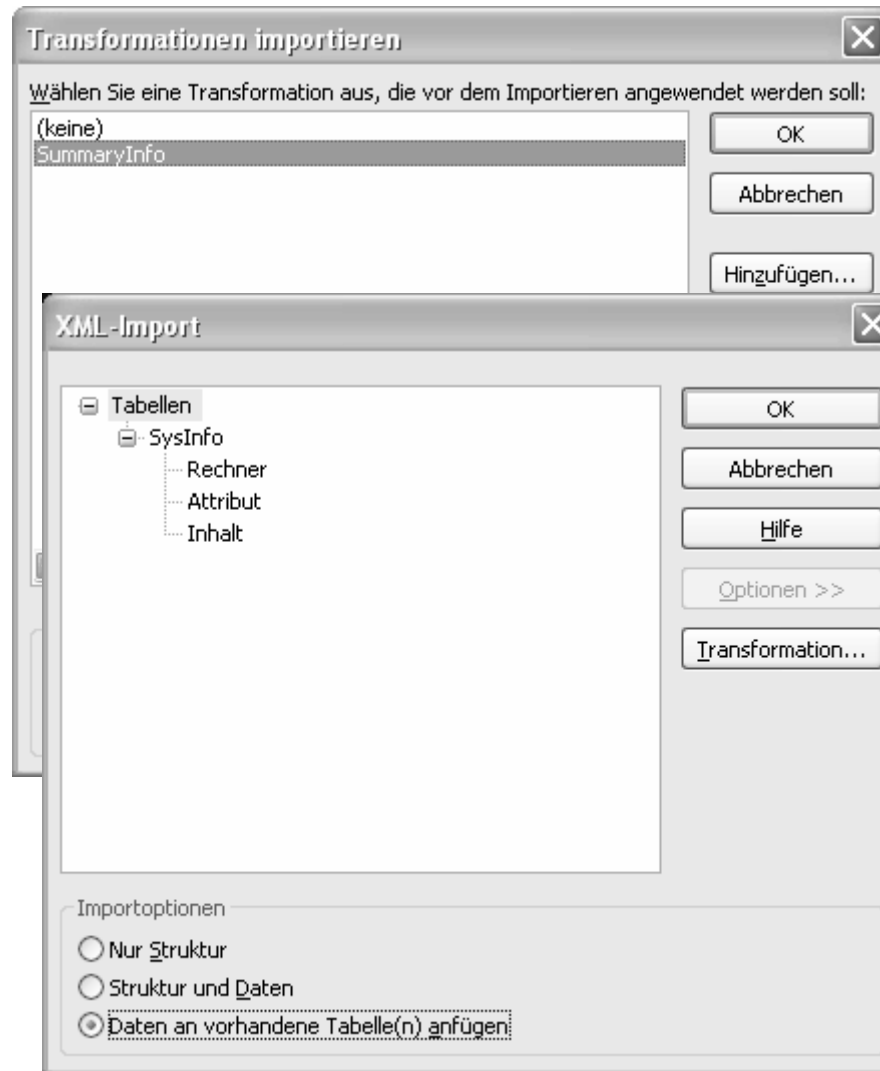 Transformationen importieren
Wählen Sie eine Transformation aus, die vor dem Importieren angewendet werden soll:
(keine)
SummaryInfo
OK
Abbrechen
Hinzufügen...
XML-Import
Tabellen
SysInfo
Rechner
Attribut
Inhalt
OK
Abbrechen
Hilfe
Optionen >>
Transformation...
Importoptionen
Nur Struktur
Struktur und Daten
Daten an vorhandene Tabelle(n) anfügen